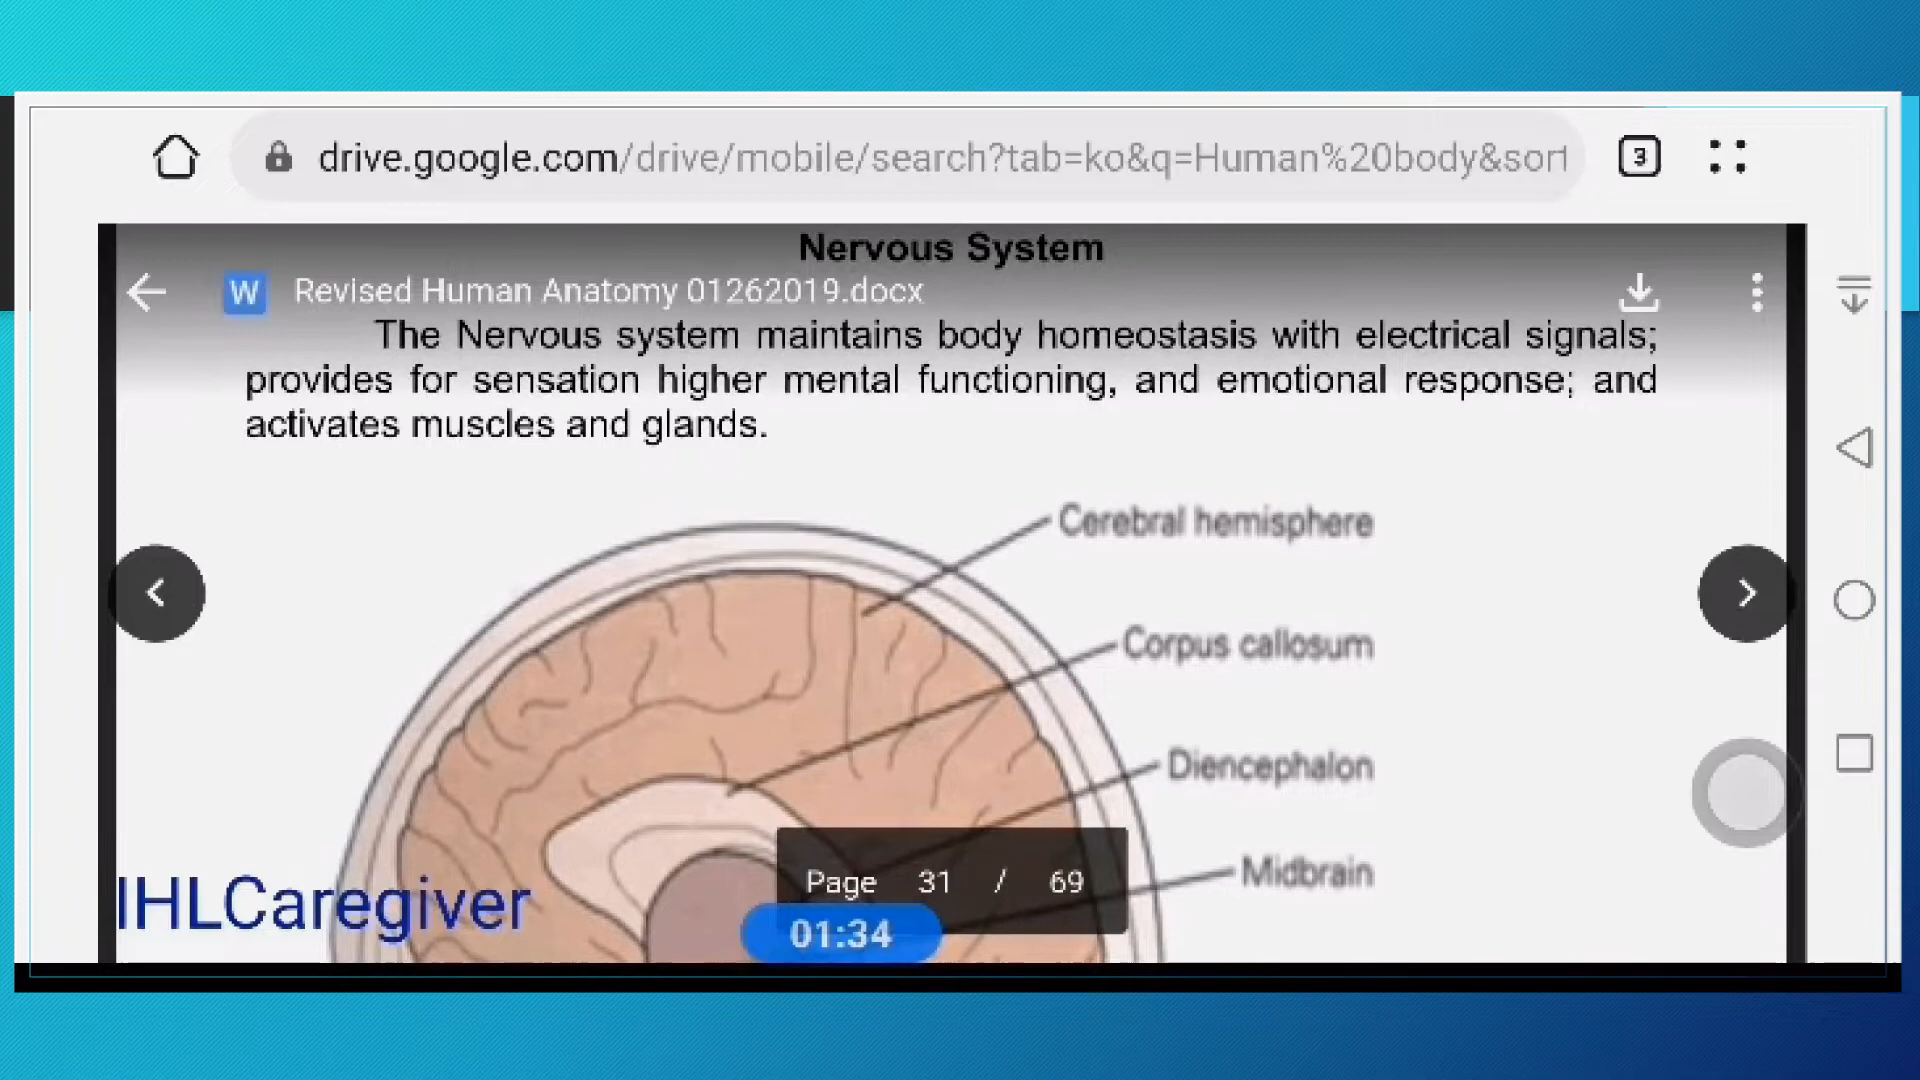 drive.google.com/drive/mobile/search?tab=ko&q=Human%20body&sort
3
Nervous System
W Revised Human Anatomy 01262019.docx
The Nervous system maintains body homeostasis with electrical signals;
provides for sensation higher mental functioning, and emotional response; and
activates muscles and glands.
Cerebral hemisphere
Corpus callosum
Diencephalon
Midbrain
Page 31 / 69
IHLCaregiver
01:34